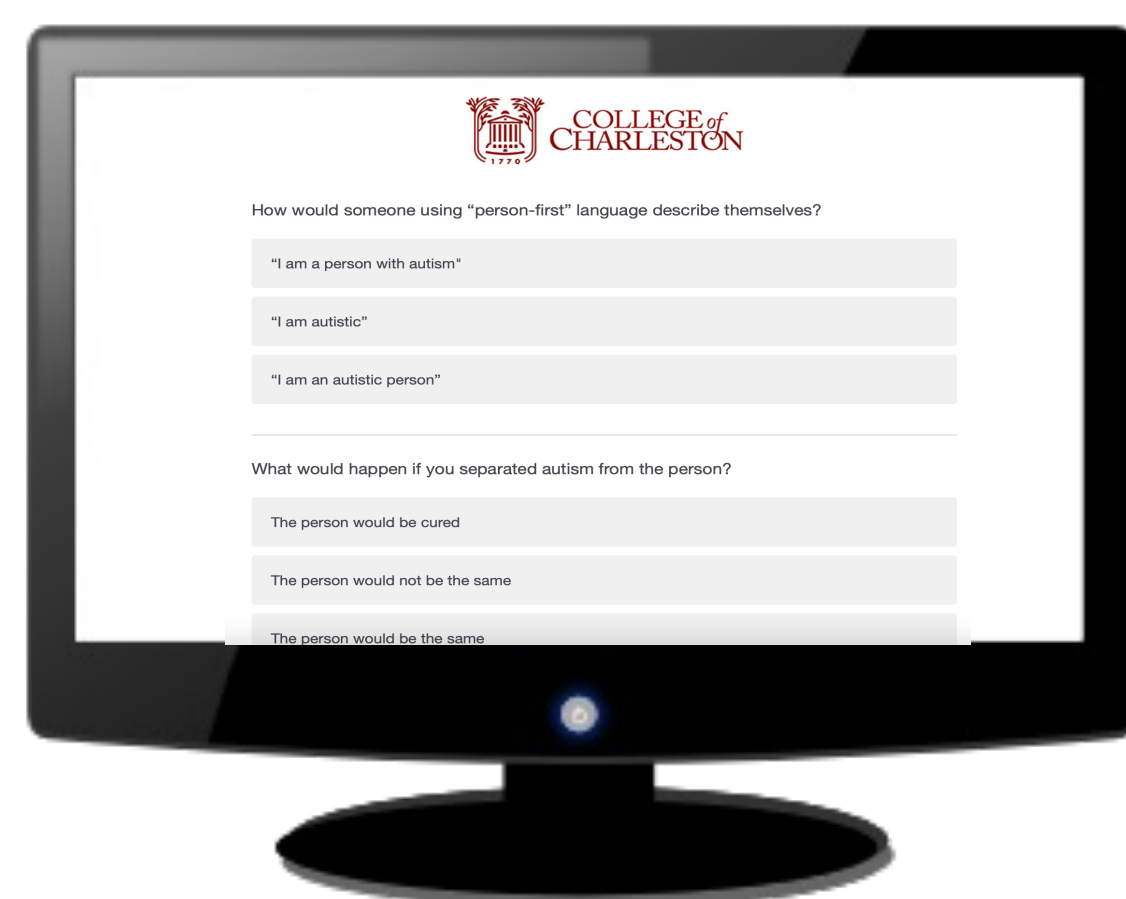 COLLEGE of
CHARLESTON
1770
How would someone using “person-first” language describe themselves?
“I am a person with autism"
“I am autistic”
“I am an autistic person”
What would happen if you separated autism from the person?
The person would be cured
The person would not be the same
The person would be the same